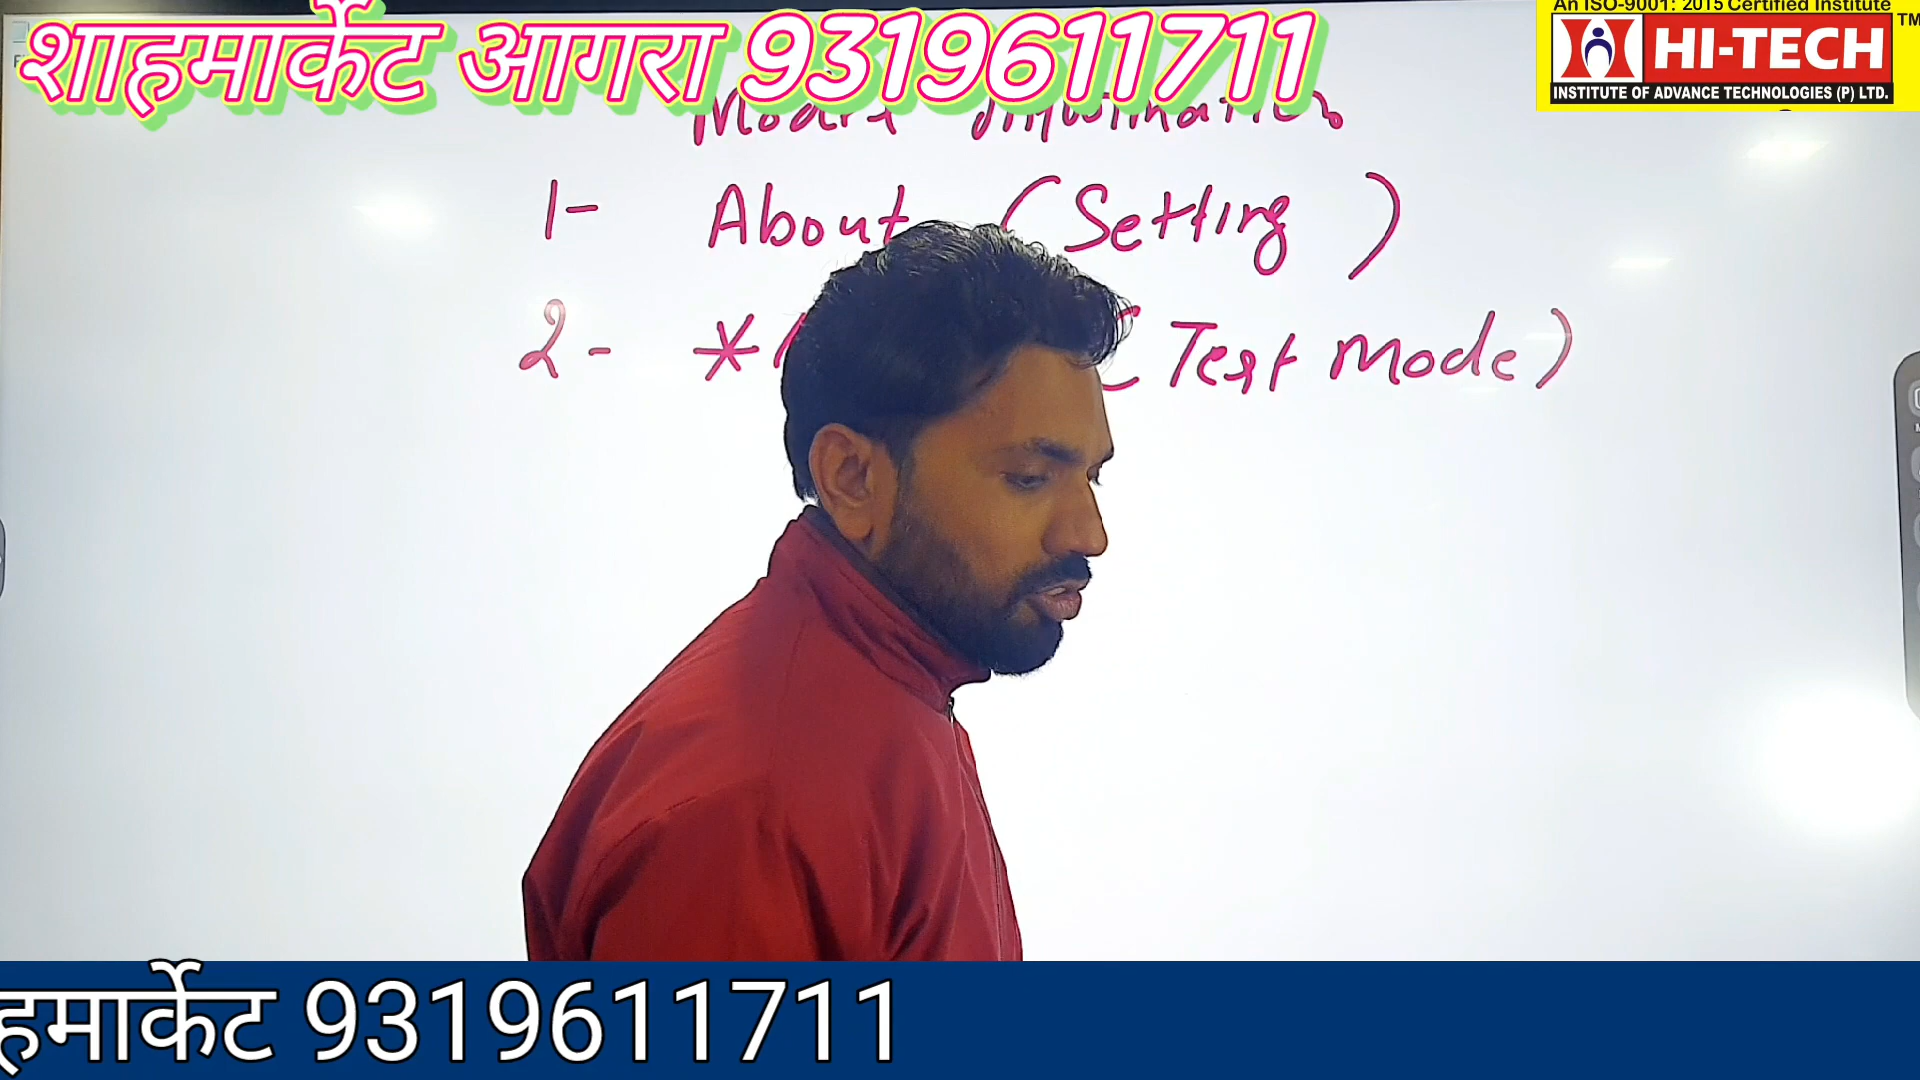 शाहमार्केट आगरा 9319611711
An ISO-9001: 2015 Certified Institute
TM
HI-TECH
INSTITUTE OF ADVANCE TECHNOLOGIES (P) LTD.
1- About (Setting)
2- * Test Mode)
हमार्केट 9319611711